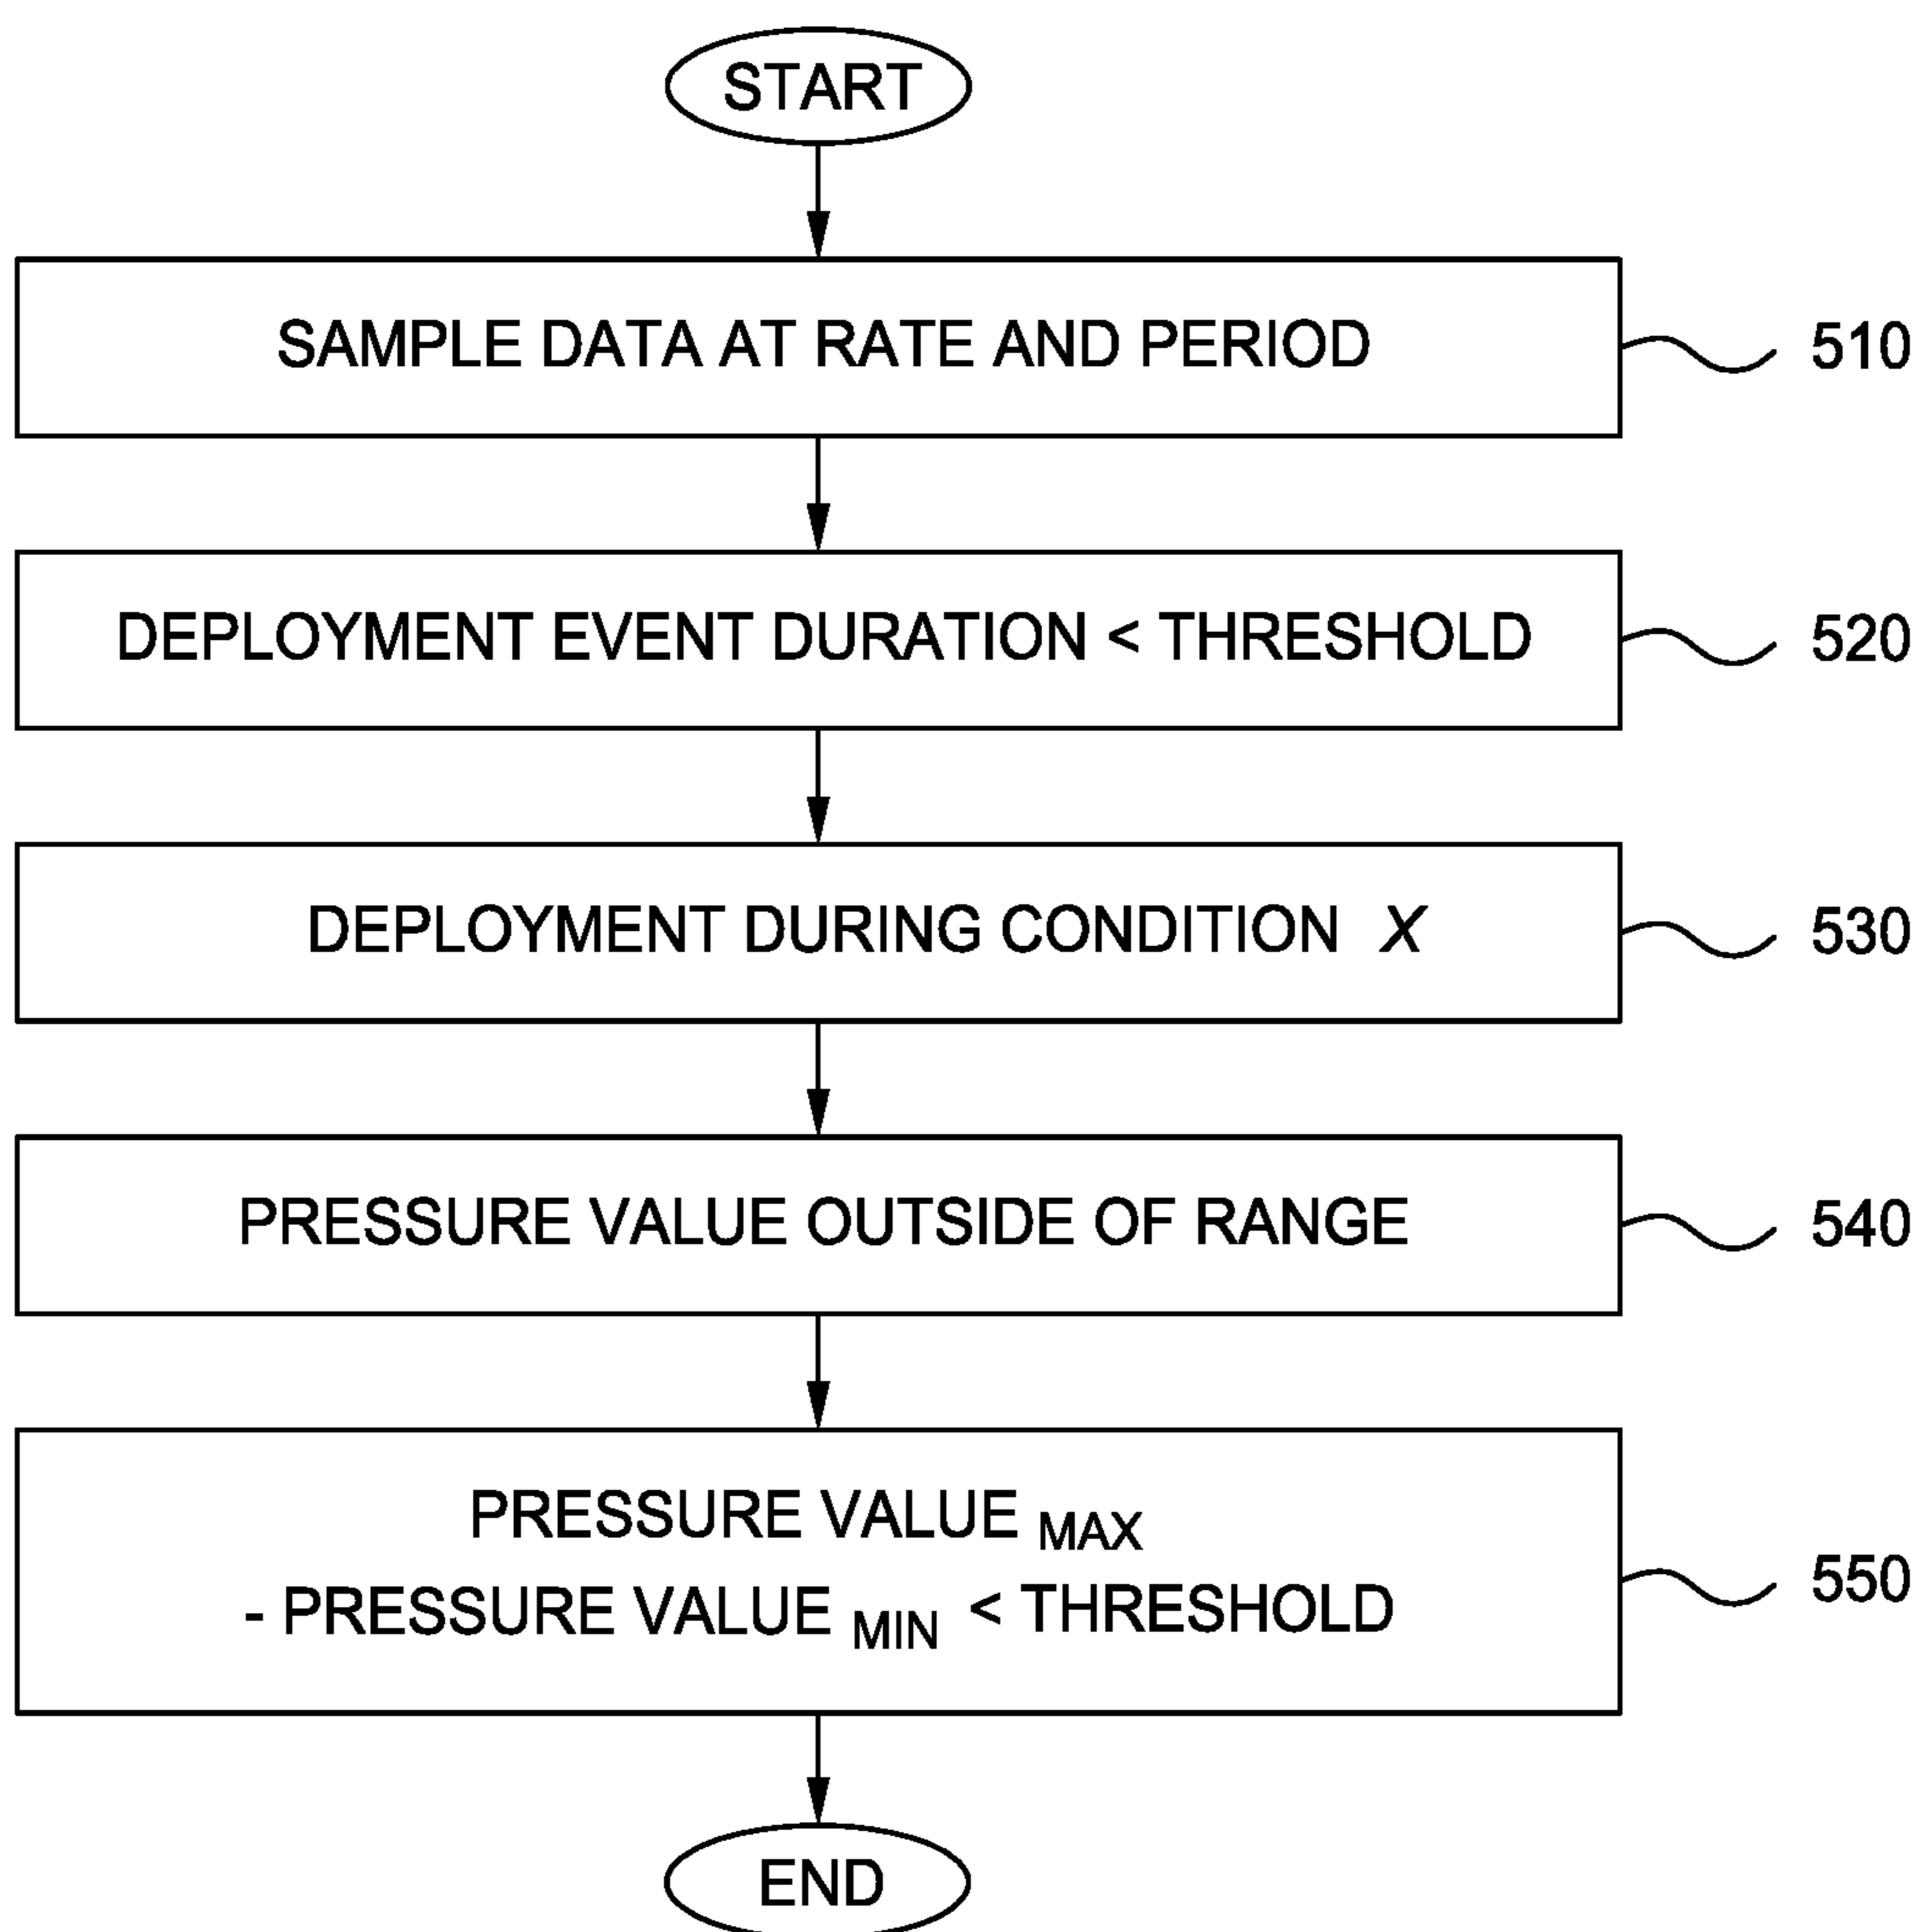 START
SAMPLE DATA AT RATE AND PERIOD
510
DEPLOYMENT EVENT DURATION < THRESHOLD
520
DEPLOYMENT DURING CONDITION X
530
PRESSURE VALUE OUTSIDE OF RANGE
540
PRESSURE VALUE MAX
- PRESSURE VALUE MIN < THRESHOLD
550
END